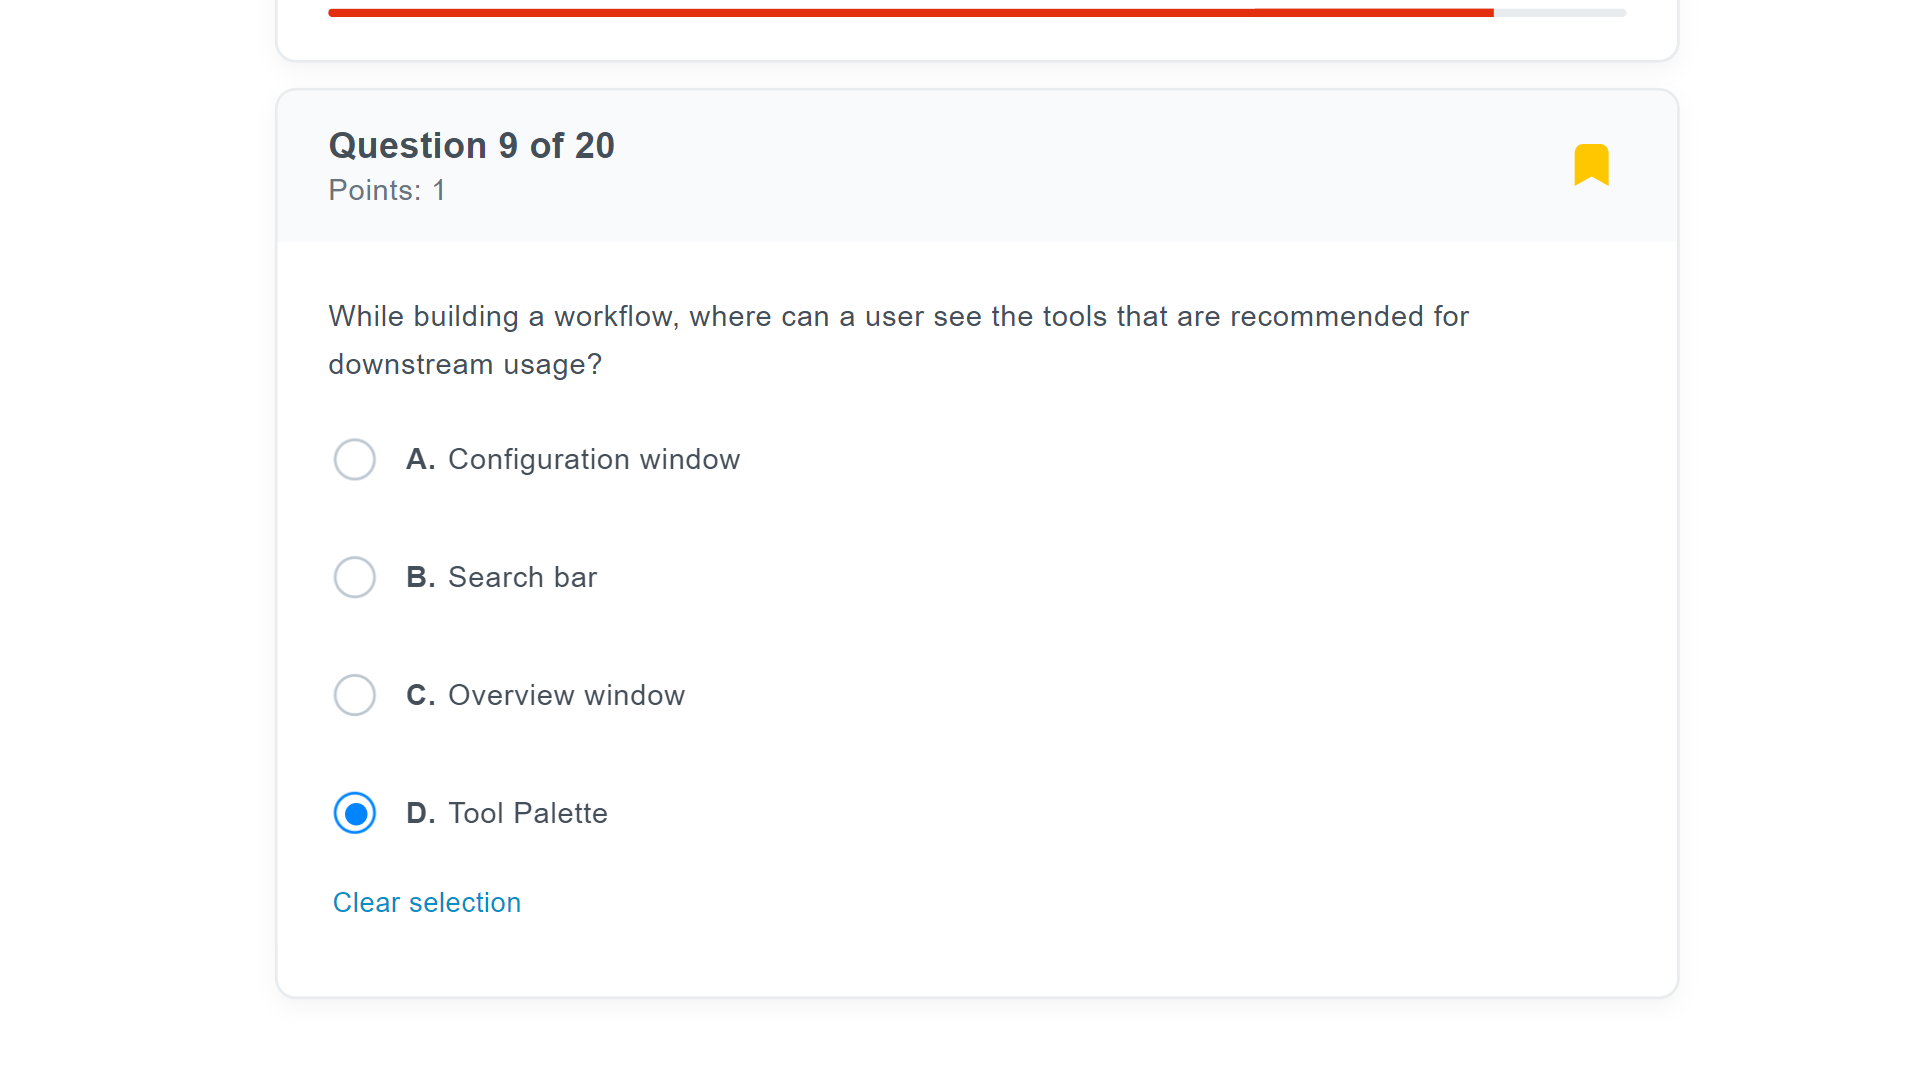 Question 9 of 20
Points: 1
While building a workflow, where can a user see the tools that are recommended for
downstream usage?
A. Configuration window
B. Search bar
C. Overview window
D. Tool Palette
Clear selection